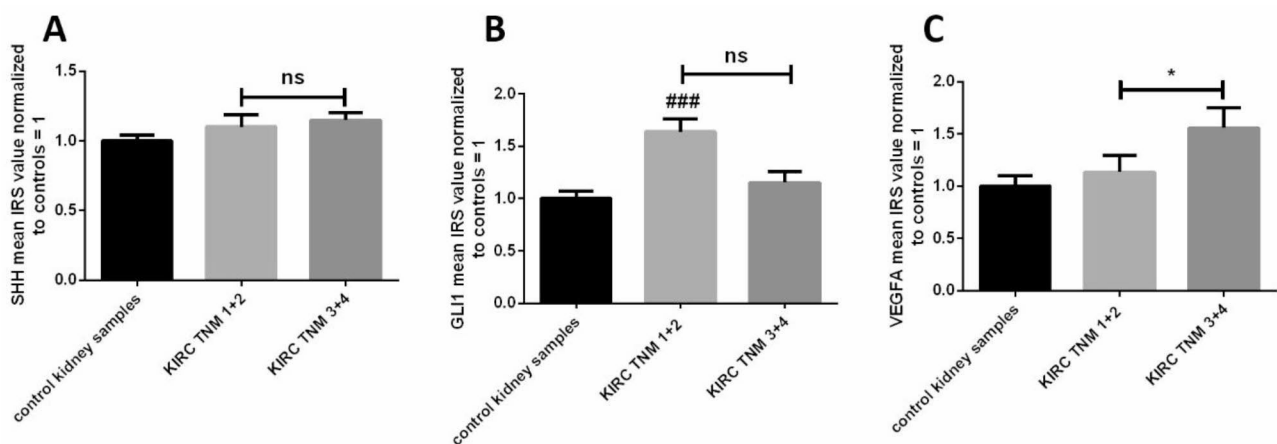 A
SHH mean IRS value normalized
to controls = 1
1.5
1.0
0.5
0.0
ns
control kidney samples
KIRC TNM 1+2
KIRC TNM 3+4
B
GLI1 mean IRS value normalized
to controls = 1
2.0
1.5
1.0
0.5
0.0
###
ns
control kidney samples
KIRC TNM 1+2
KIRC TNM 3+4
C
VEGFA mean IRS value normalized
to controls = 1
2.0
1.5
1.0
0.5
0.0
*
control kidney samples
KIRC TNM 1+2
KIRC TNM 3+4